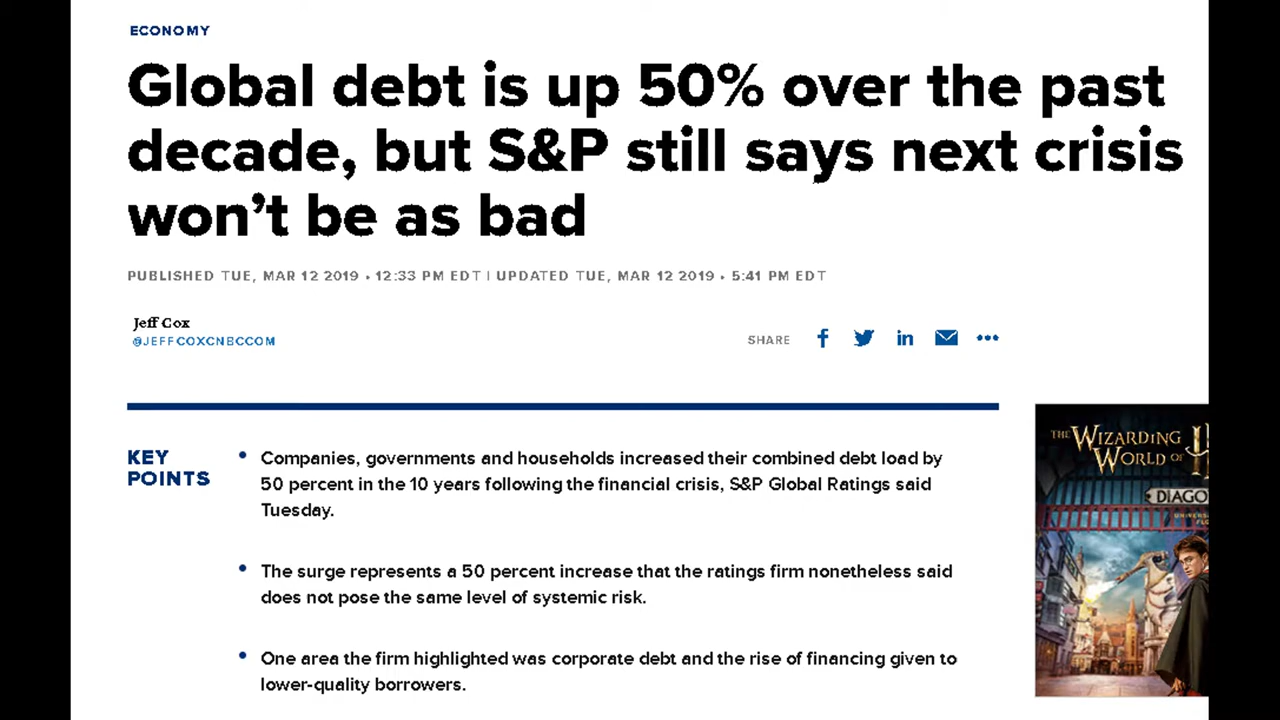 ECONOMY
Global debt is up 50% over the past
decade, but S&P still says next crisis
won't be as bad
PUBLISHED TUE, MAR 12 2019 • 12:33 PM EDT | UPDATED TUE, MAR 12 2019 • 5:41 PM EDT
Jeff Cox
@JEFFCOXCNBCCOM
SHARE
KEY
POINTS
• Companies, governments and households increased their combined debt load by
50 percent in the 10 years following the financial crisis, S&P Global Ratings said
Tuesday.
• The surge represents a 50 percent increase that the ratings firm nonetheless said
does not pose the same level of systemic risk.
• One area the firm highlighted was corporate debt and the rise of financing given to
lower-quality borrowers.
THE WIZARDING
WORLD OF
DIAGO